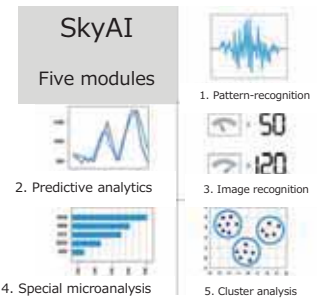 SkyAI
Five modules
1. Pattern-recognition
50
120
2. Predictive analytics
3. Image recognition
4. Special microanalysis
5. Cluster analysis